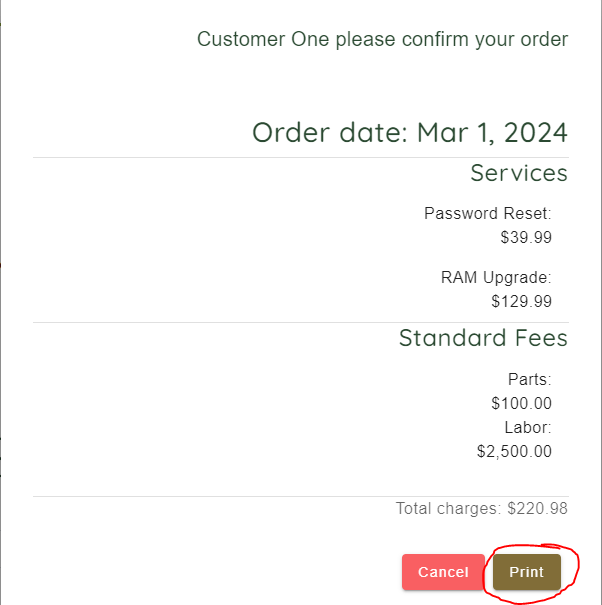 Customer One please confirm your order
Order date: Mar 1, 2024
Services
Password Reset:
$39.99
RAM Upgrade:
$129.99
Standard Fees
Parts:
$100.00
Labor:
$2,500.00
Total charges: $220.98
Cancel
Print